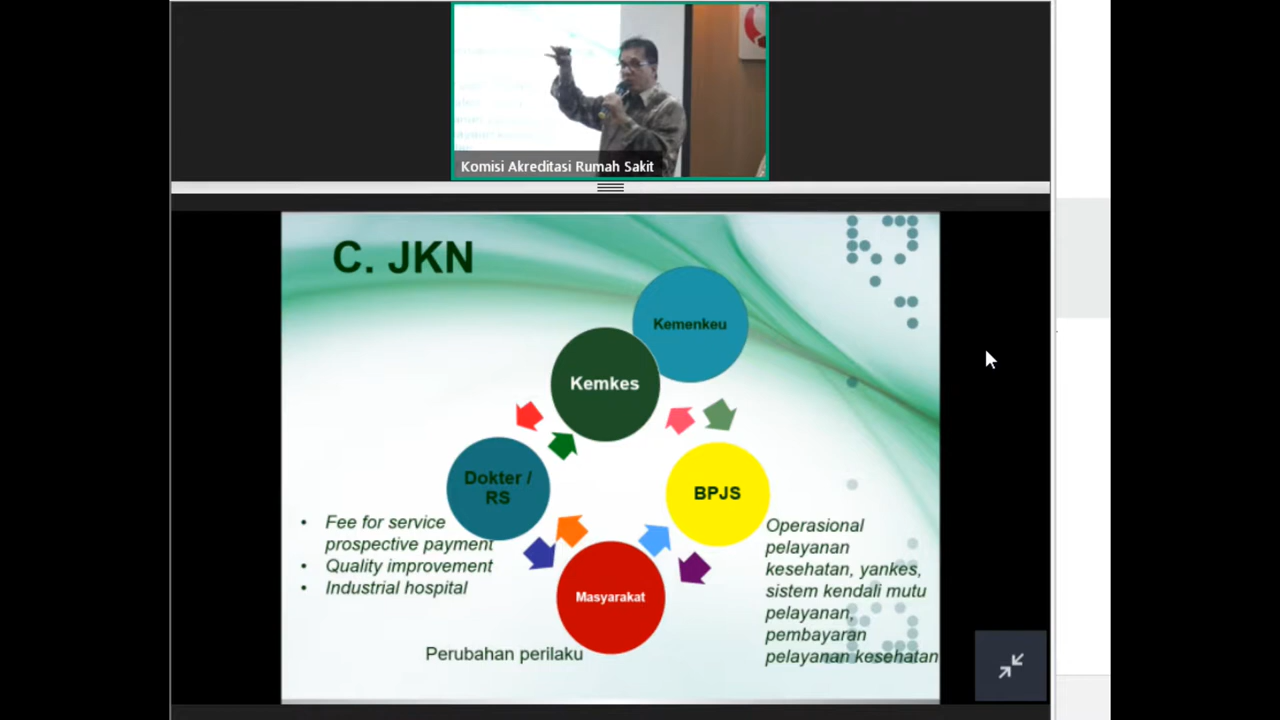 Komisi Akreditasi Rumah Sakit
C. JKN
Kemenkeu
Kemkes
Dokter /
RS
BPJS
• Fee for service
prospective payment
• Quality improvement
• Industrial hospital
Masyarakat
Perubahan perilaku
Operasional
pelayanan
kesehatan, yankes,
sistem kendali mutu
pelayanan,
pembayaran
pelayanan kesehatan